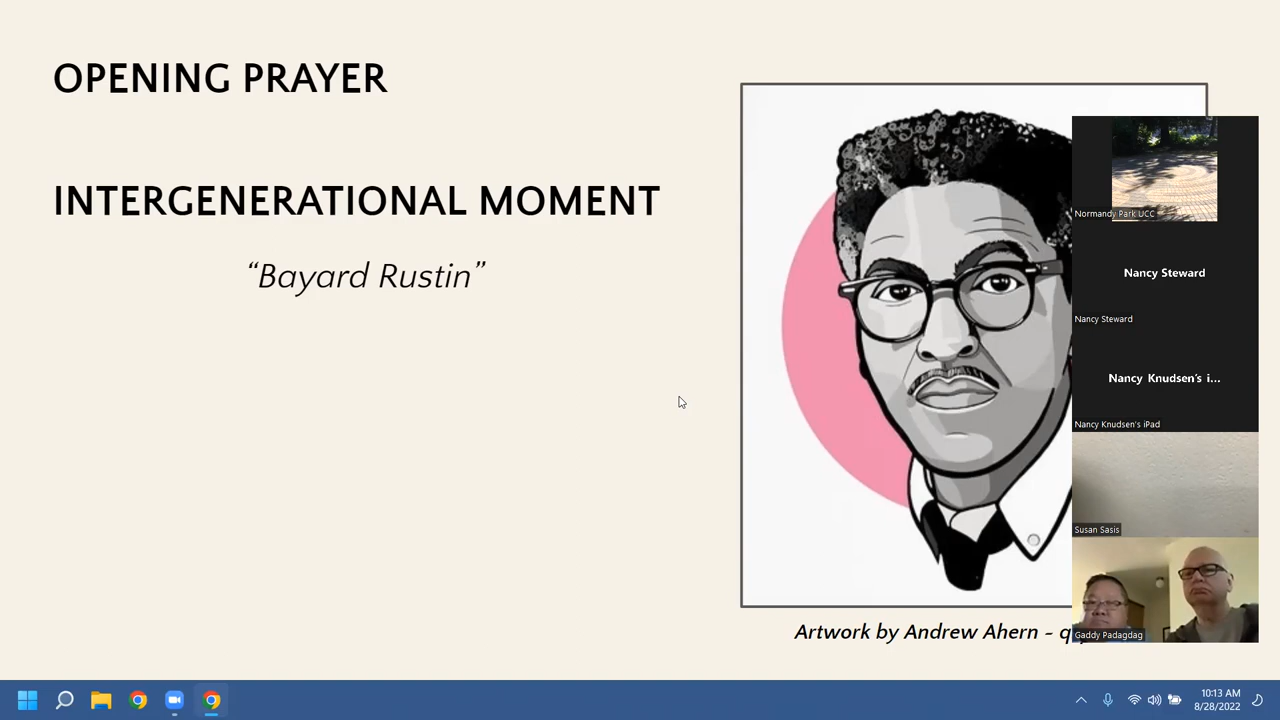 OPENING PRAYER
INTERGENERATIONAL MOMENT
“Bayard Rustin”
Artwork by Andrew Ahern -
Normandy Park UCC
Nancy Steward
Nancy Steward
Nancy Knudsen's i...
Nancy Knudsen's iPad
Susan Sasis
Gaddy Padagdag
10:13 AM
8/28/2022